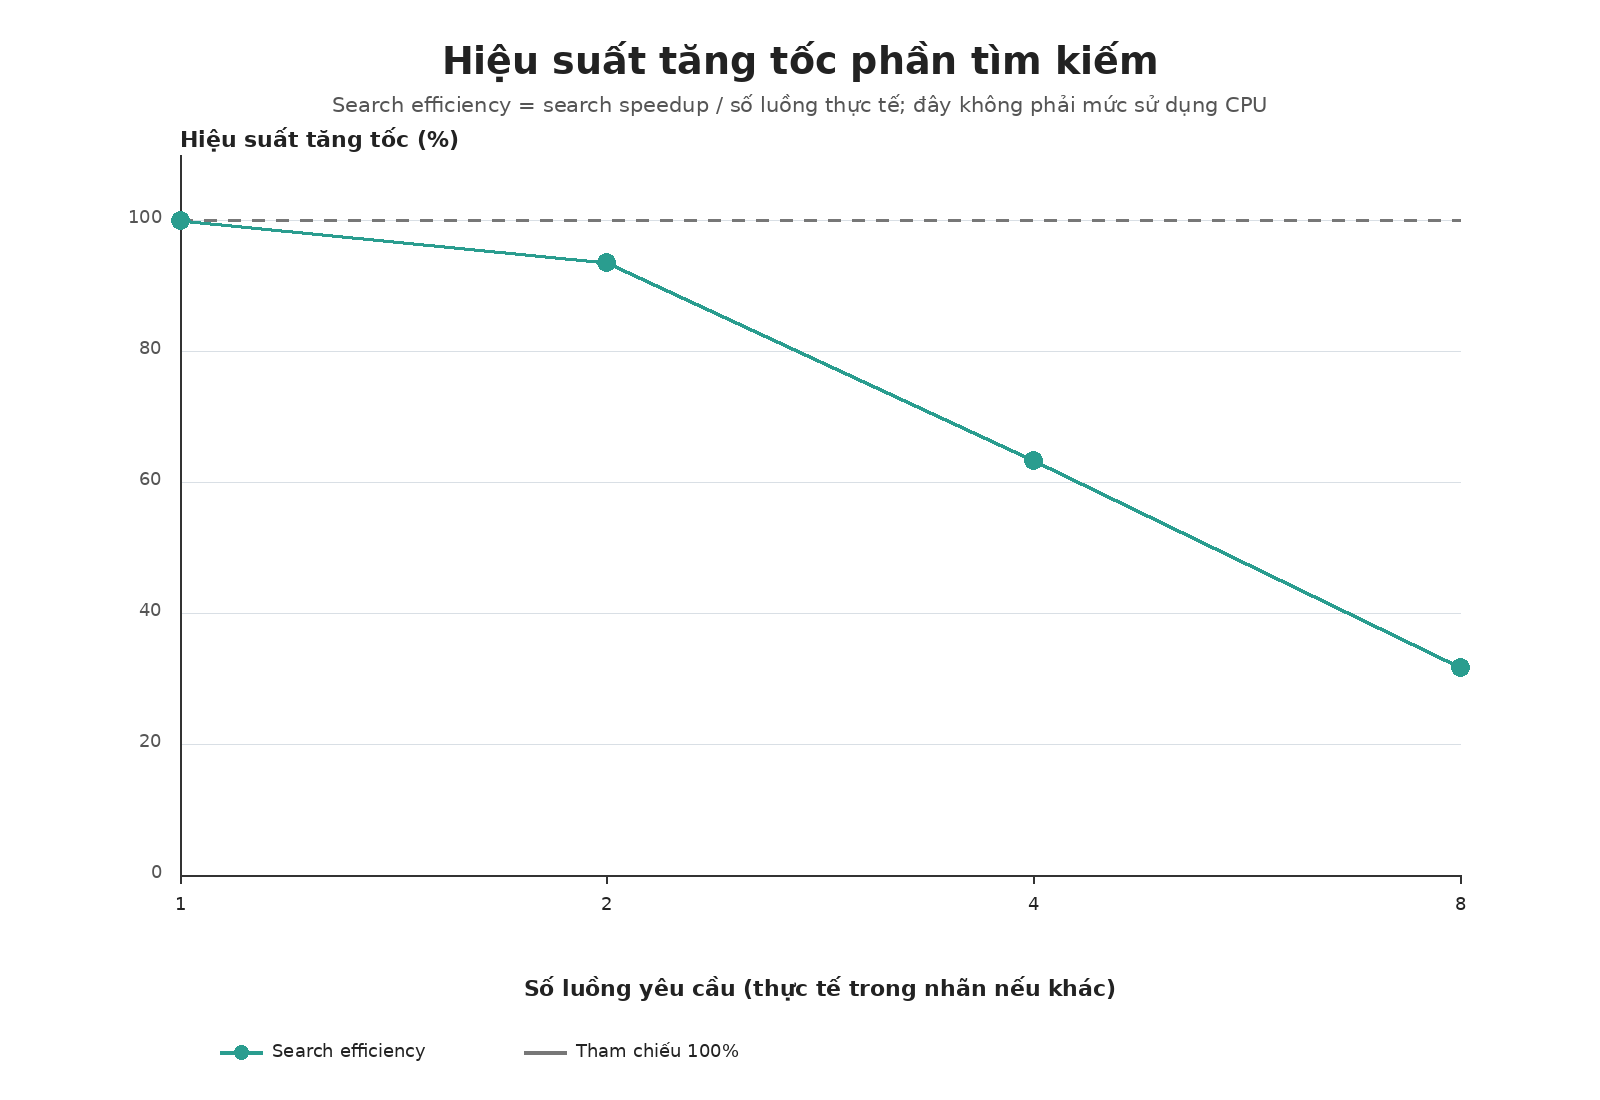 Hiệu suất tăng tốc phần tìm kiếm
Search efficiency = search speedup / số luồng thực tế; đây không phải mức sử dụng CPU
Hiệu suất tăng tốc (%)
100
80
60
40
20
0
1 2 4 8
Số luồng yêu cầu (thực tế trong nhãn nếu khác)
Search efficiency Tham chiếu 100%